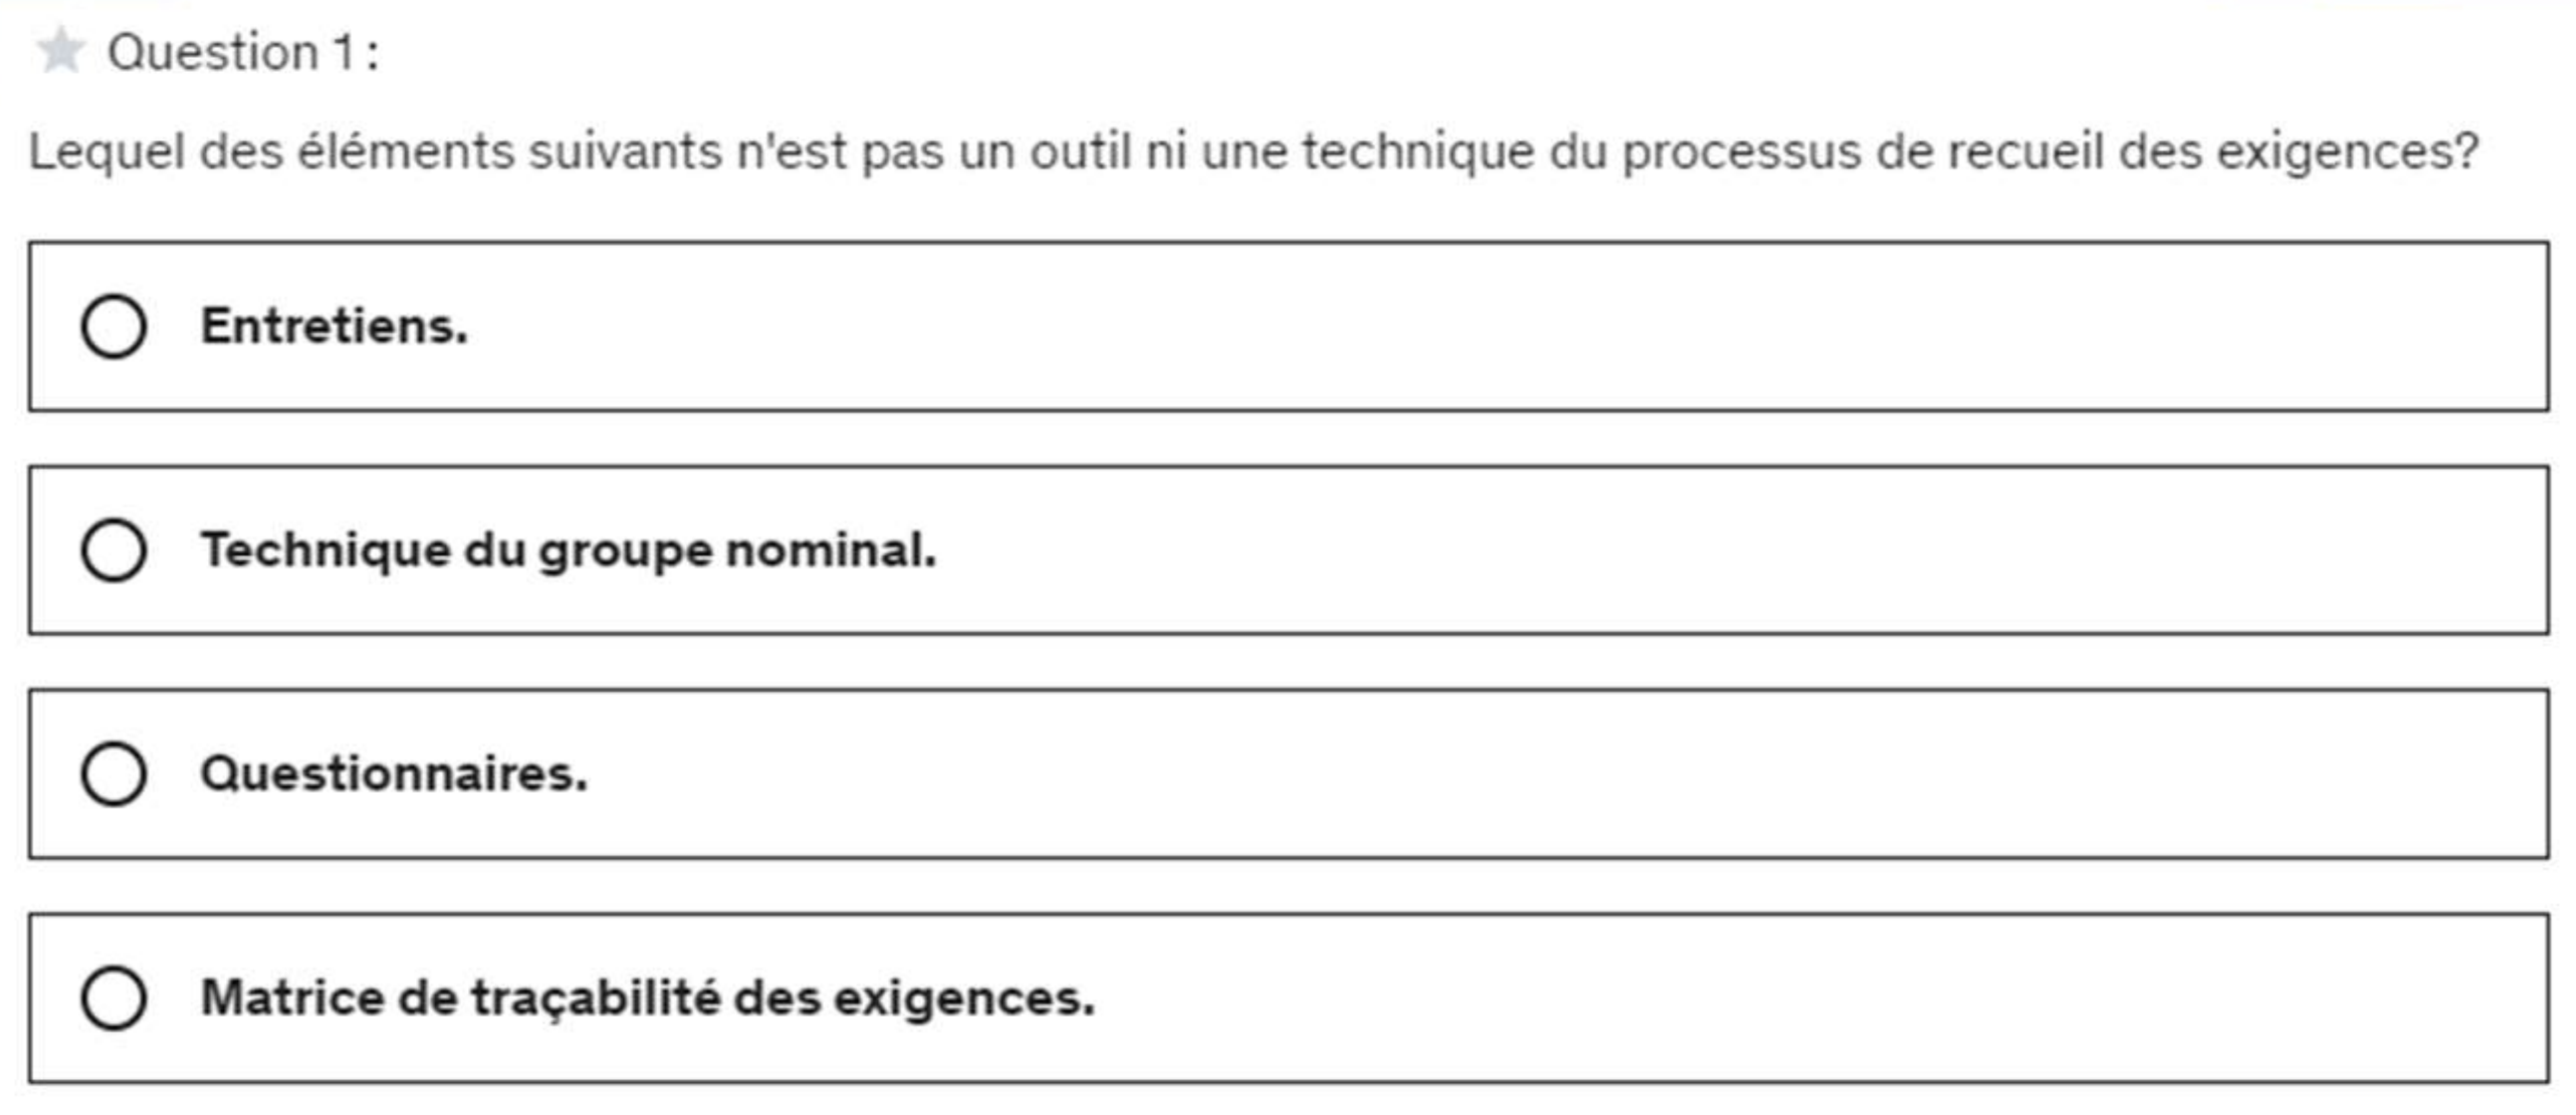 Question 1 :
Lequel des éléments suivants n'est pas un outil ni une technique du processus de recueil des exigences?
Entretiens.
Technique du groupe nominal.
Questionnaires.
Matrice de traçabilité des exigences.